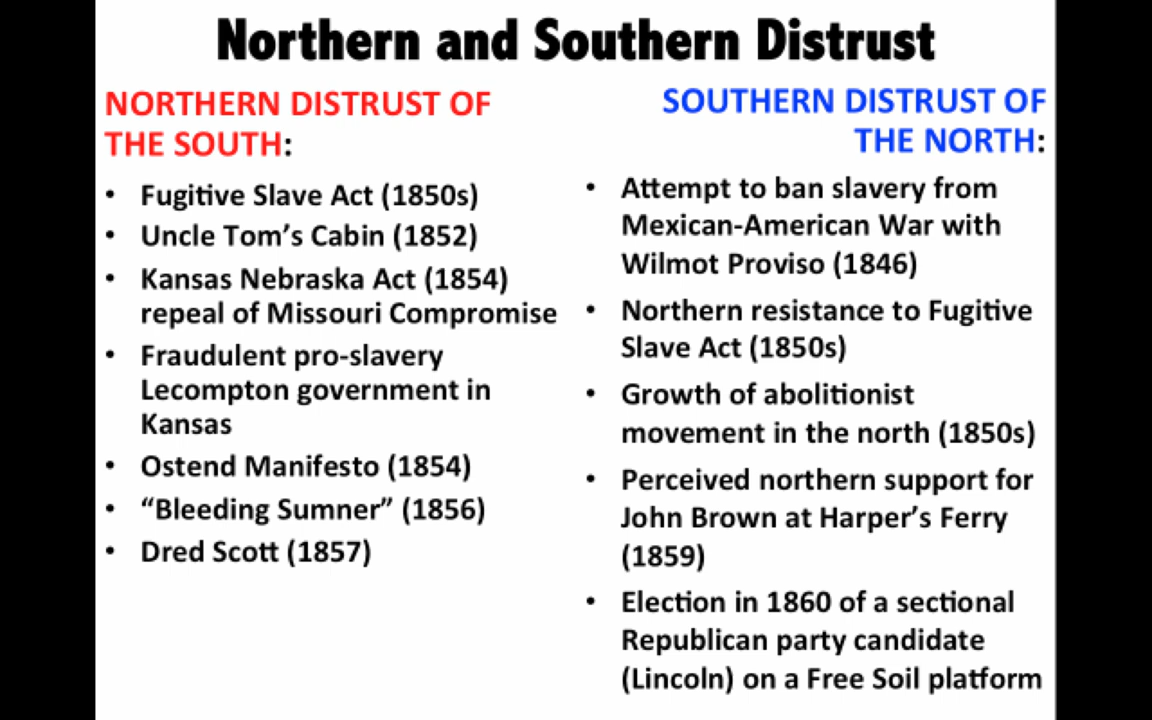 Northern and Southern Distrust
NORTHERN DISTRUST OF
THE SOUTH:
• Fugitive Slave Act (1850s)
• Uncle Tom’s Cabin (1852)
• Kansas Nebraska Act (1854)
repeal of Missouri Compromise
• Fraudulent pro-slavery
Lecompton government in
Kansas
• Ostend Manifesto (1854)
• “Bleeding Sumner” (1856)
• Dred Scott (1857)
SOUTHERN DISTRUST OF
THE NORTH:
• Attempt to ban slavery from
Mexican-American War with
Wilmot Proviso (1846)
• Northern resistance to Fugitive
Slave Act (1850s)
• Growth of abolitionist
movement in the north (1850s)
• Perceived northern support for
John Brown at Harper’s Ferry
(1859)
• Election in 1860 of a sectional
Republican party candidate
(Lincoln) on a Free Soil platform